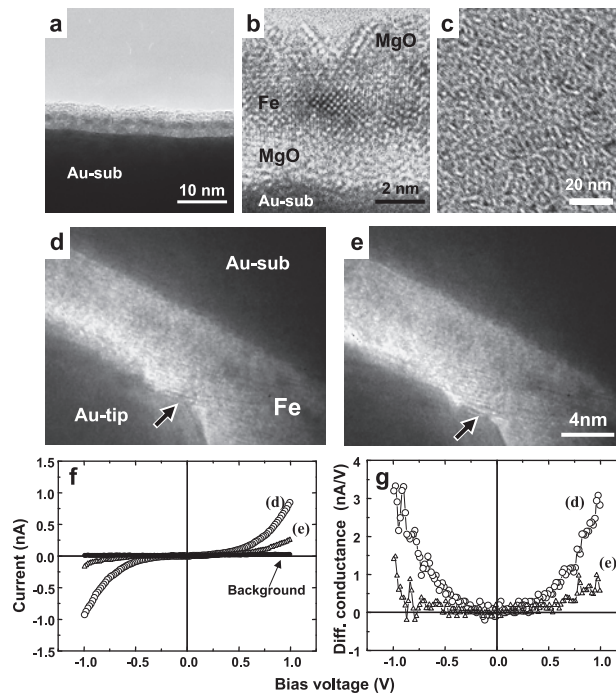 a
Au-sub
10 nm
b
MgO
Fe
MgO
Au-sub
2 nm
c
20 nm
d
Au-sub
Au-tip
Fe
e
4nm
f
Current (nA)
1.5
1.0
0.5
0.0
-0.5
-1.0
-1.5
(d)
(e)
Background
-1.0 -0.5 0.0 0.5 1.0
g
Diff. conductance (nA/V)
4
3
2
1
0
-1
(d)
(e)
-1.0 -0.5 0.0 0.5 1.0
Bias voltage (V)